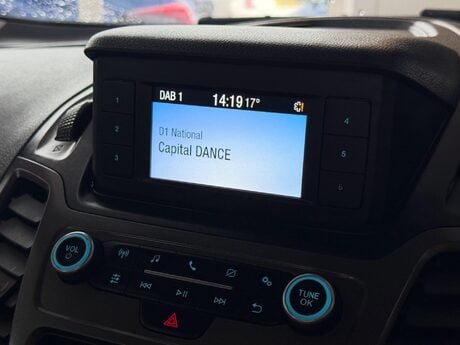 DAB 1 14:19 17°
D1 National
Capital DANCE
1
2
3
4
5
6
VOL
TUNE
OK